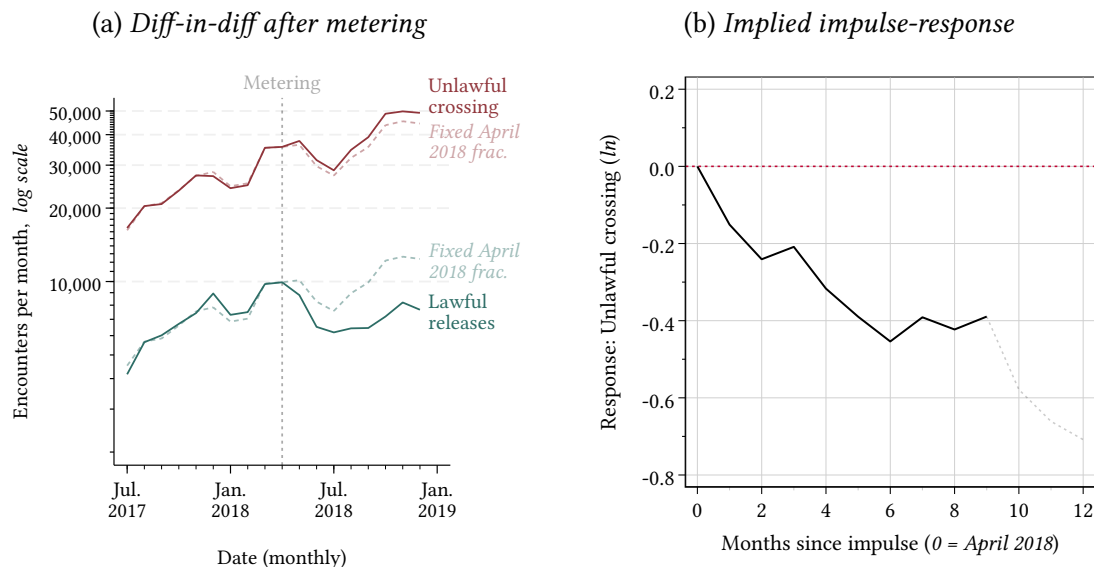 (a) Diff-in-diff after metering
Metering
Unlawful
crossing
Fixed April
2018 frac.
Fixed April
2018 frac.
Lawful
releases
50,000
40,000
30,000
20,000
10,000
Encounters per month, log scale
Jul.
2017
Jan.
2018
Jul.
2018
Jan.
2019
Date (monthly)
(b) Implied impulse-response
0.2
0.0
-0.2
-0.4
-0.6
-0.8
Response: Unlawful crossing (ln)
0 2 4 6 8 10 12
Months since impulse (0 = April 2018)